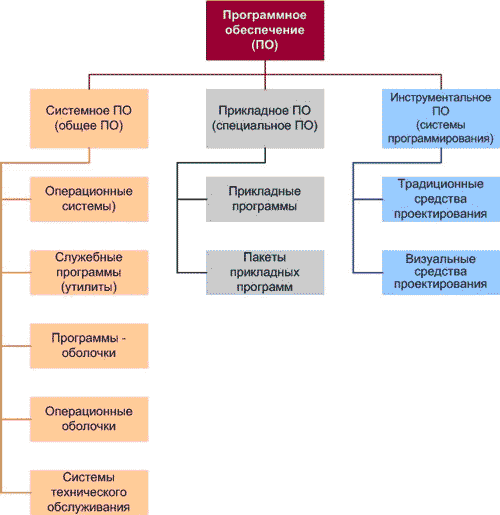 Программное
обеспечение
(ПО)
Системное ПО
(общее ПО)
Прикладное ПО
(специальное ПО)
Инструментальное
ПО
(системы
программирования)
Операционные
системы)
Прикладные
программы
Традиционные
средства
проектирования
Служебные
программы
(утилиты)
Пакеты
прикладных
программ
Визуальные
средства
проектирования
Программы -
оболочки
Операционные
оболочки
Системы
технического
обслуживания